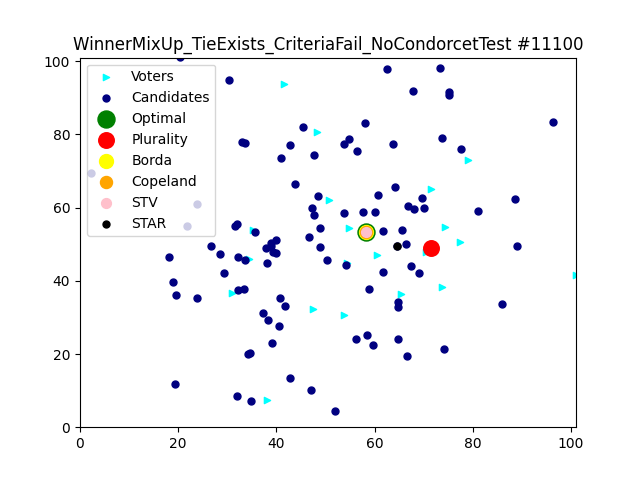 WinnerMixUp_TieExists_CriteriaFail_NoCondorcetTest #11100
100
80
60
40
20
0
Voters
Candidates
Optimal
Plurality
Borda
Copeland
STV
STAR
0 20 40 60 80 100